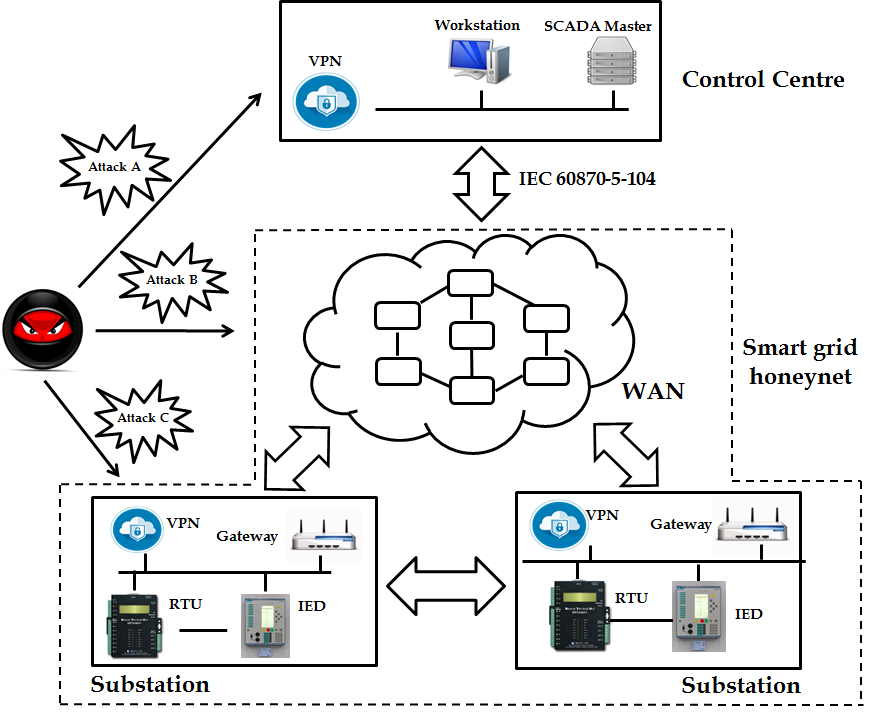 Workstation
SCADA Master
VPN
Control Centre
Attack A
IEC 60870-5-104
Attack B
Smart grid
honeynet
WAN
Attack C
VPN
Gateway
RTU
IED
Substation
VPN
Gateway
RTU
IED
Substation